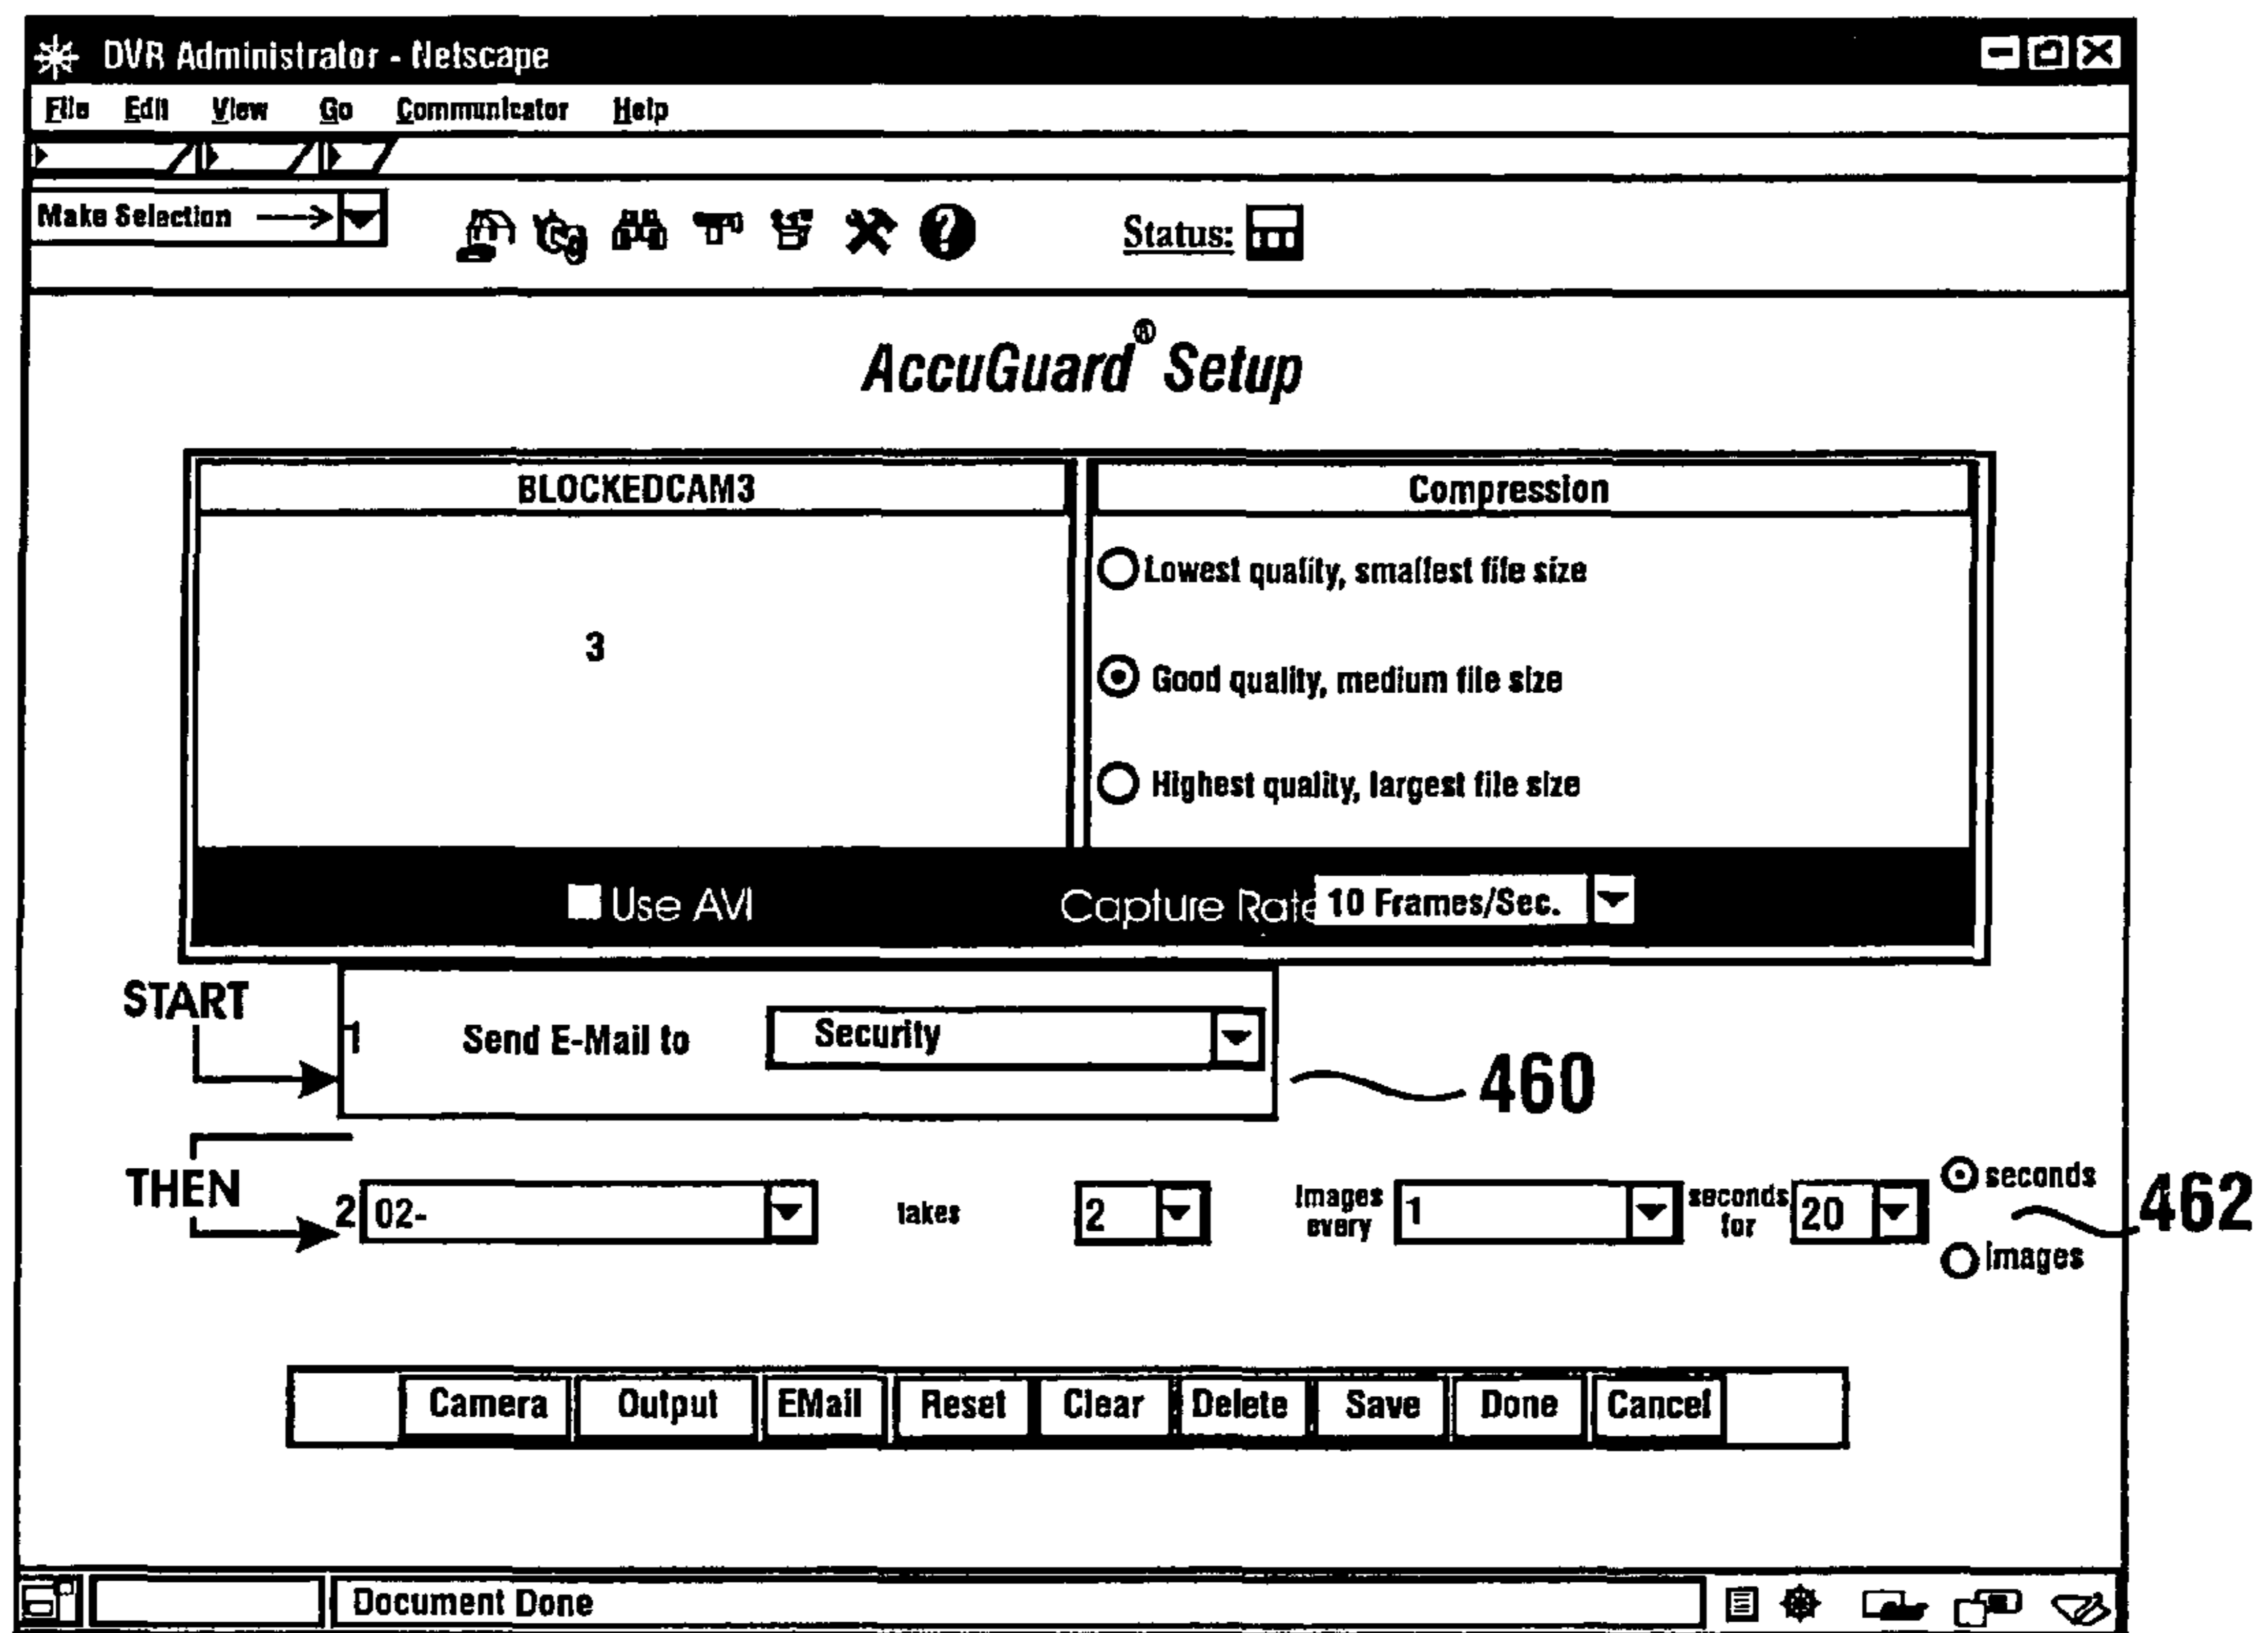 DVR Administrator - Netscape
File Edit View Go Communicator Help
Make Selection
Status:
AccuGuard® Setup
BLOCKEDCAM3
Compression
3
Lowest quality, smallest file size
Good quality, medium file size
Highest quality, largest file size
Use AVI
Capture Rate 10 Frames/Sec.
START
1 Send E-Mail to Security
460
THEN
2 02- takes 2 Images every 1 seconds for 20 seconds
images
462
Camera Output EMail Reset Clear Delete Save Done Cancel
Document Done